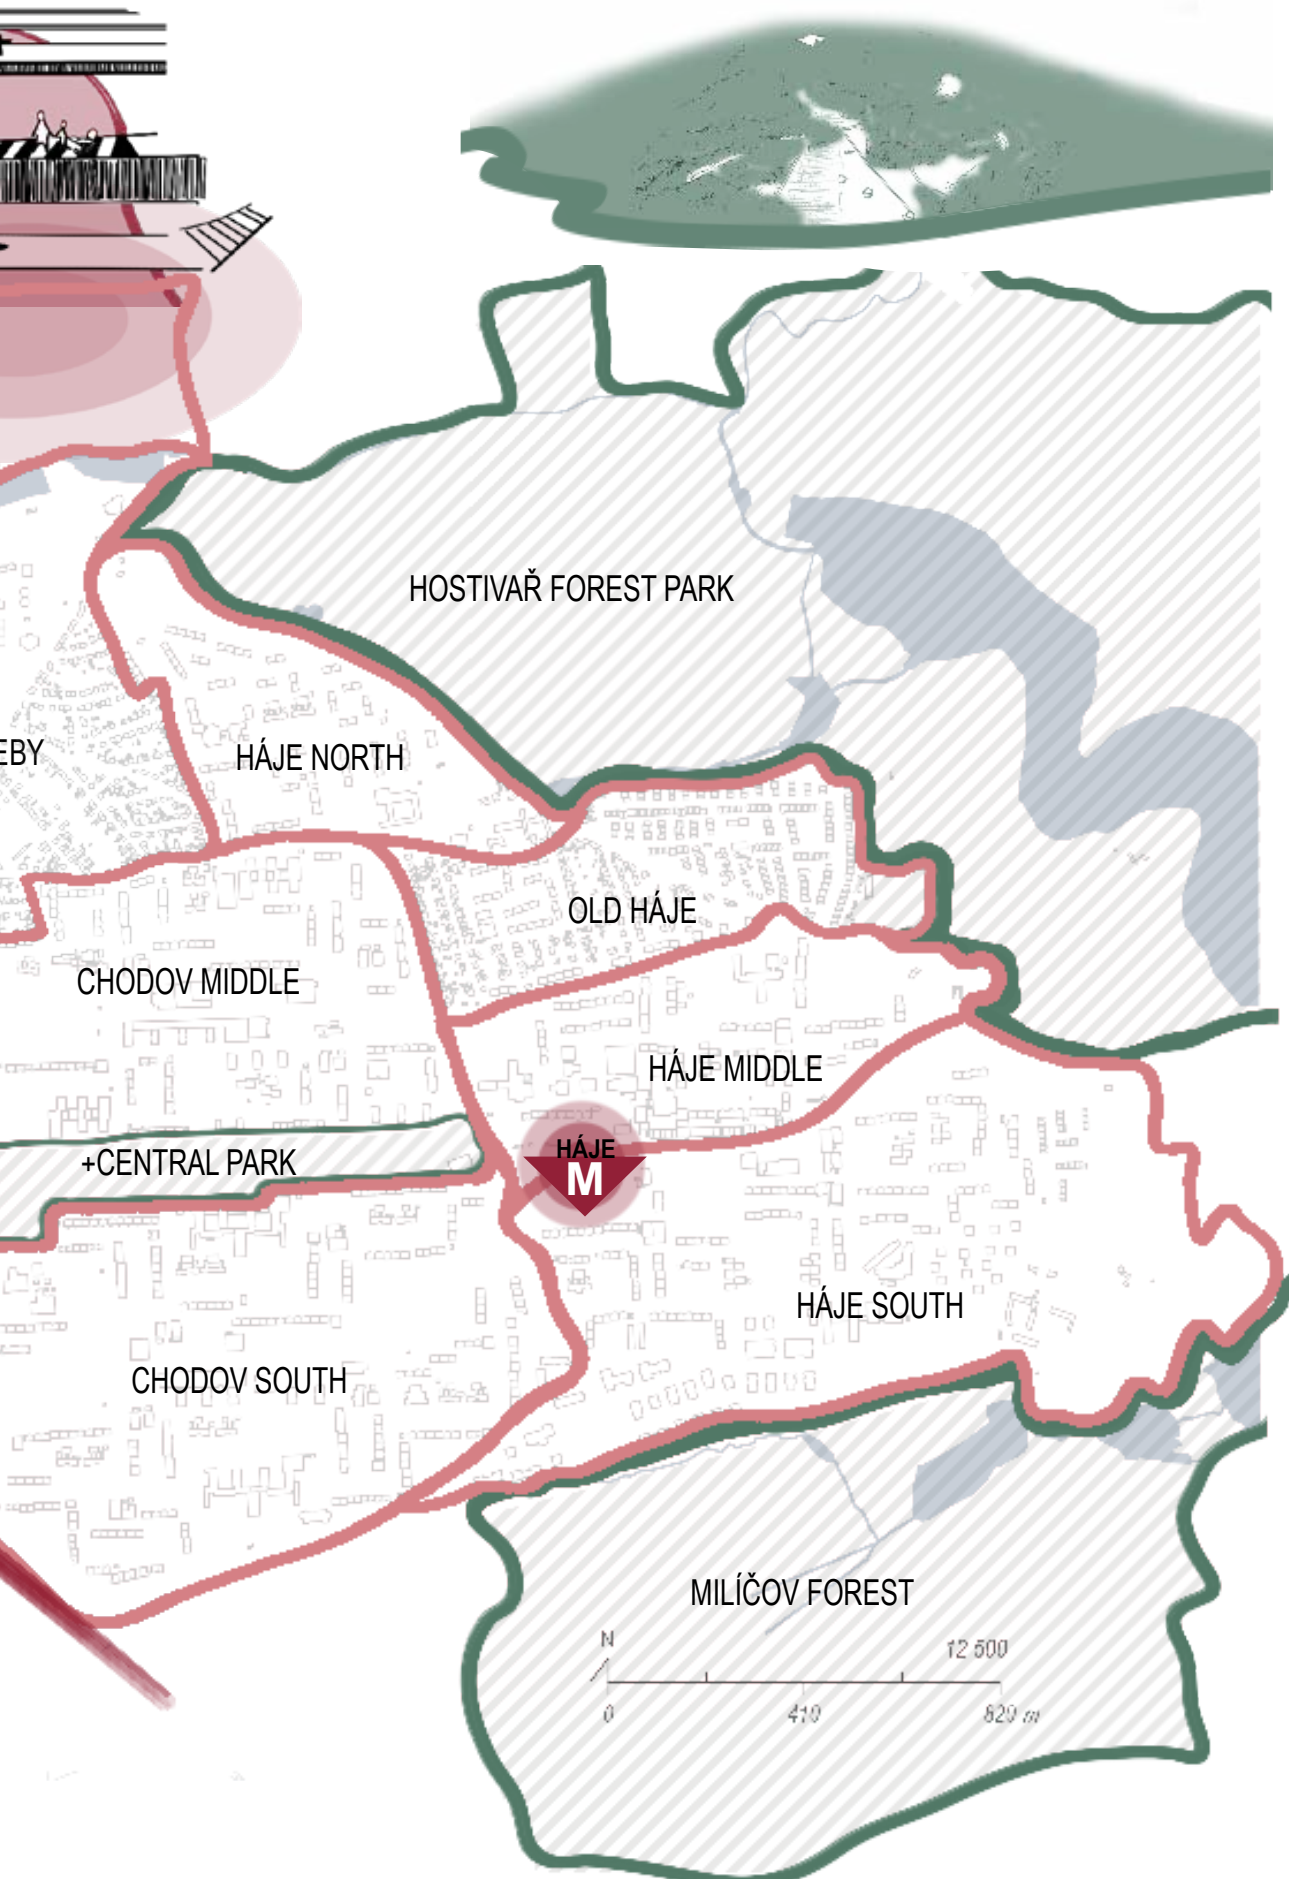 HOSTIVAŘ FOREST PARK
EBY
HÁJE NORTH
OLD HÁJE
CHODOV MIDDLE
HÁJE MIDDLE
HÁJE
M
+CENTRAL PARK
HÁJE SOUTH
CHODOV SOUTH
MILÍČOV FOREST
N
12 500
0 410 820 m